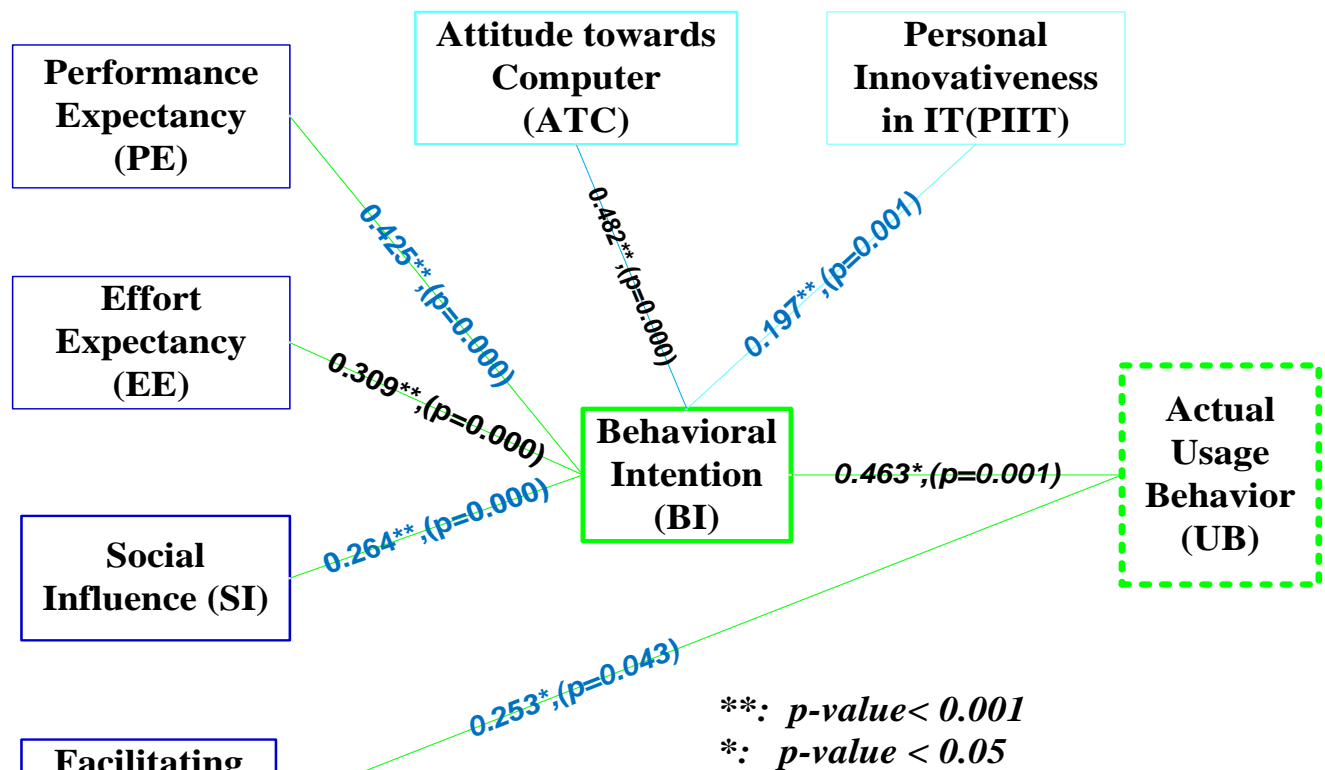 Performance
Expectancy
(PE)
Attitude towards
Computer
(ATC)
Personal
Innovativeness
in IT(PIIT)
0.425**,(p=0.000)
0.482**,(p=0.000)
0.197**,(p=0.001)
Effort
Expectancy
(EE)
0.309**,(p=0.000)
Behavioral
Intention
(BI)
0.463*,(p=0.001)
Actual
Usage
Behavior
(UB)
0.264**,(p=0.000)
Social
Influence (SI)
0.253*,(p=0.043)
**: p-value< 0.001
*: p-value < 0.05
Facilitating